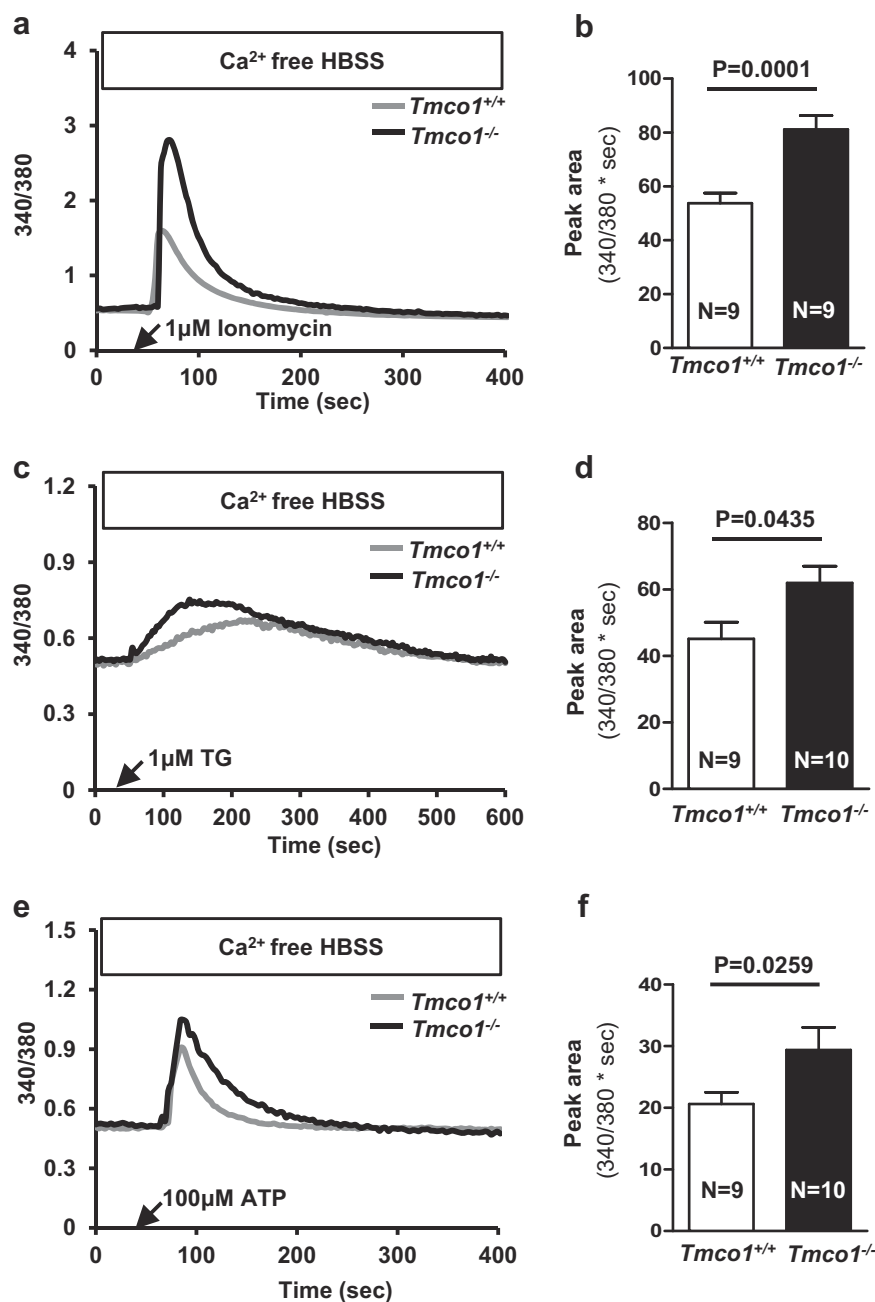 a
4
3
2
1
0
340/380
Ca²⁺ free HBSS
Tmco1⁺/⁺
Tmco1⁻/⁻
1µM Ionomycin
0 100 200 300 400
Time (sec)
b
100
80
60
40
20
0
Peak area
(340/380 * sec)
P=0.0001
N=9 N=9
Tmco1⁺/⁺ Tmco1⁻/⁻
c
1.2
0.9
0.6
0.3
0
340/380
Ca²⁺ free HBSS
Tmco1⁺/⁺
Tmco1⁻/⁻
1µM TG
0 100 200 300 400 500 600
Time (sec)
d
80
60
40
20
0
Peak area
(340/380 * sec)
P=0.0435
N=9 N=10
Tmco1⁺/⁺ Tmco1⁻/⁻
e
1.5
1.2
0.9
0.6
0.3
0
340/380
Ca²⁺ free HBSS
Tmco1⁺/⁺
Tmco1⁻/⁻
100µM ATP
0 100 200 300 400
Time (sec)
f
40
30
20
10
0
Peak area
(340/380 * sec)
P=0.0259
N=9 N=10
Tmco1⁺/⁺ Tmco1⁻/⁻